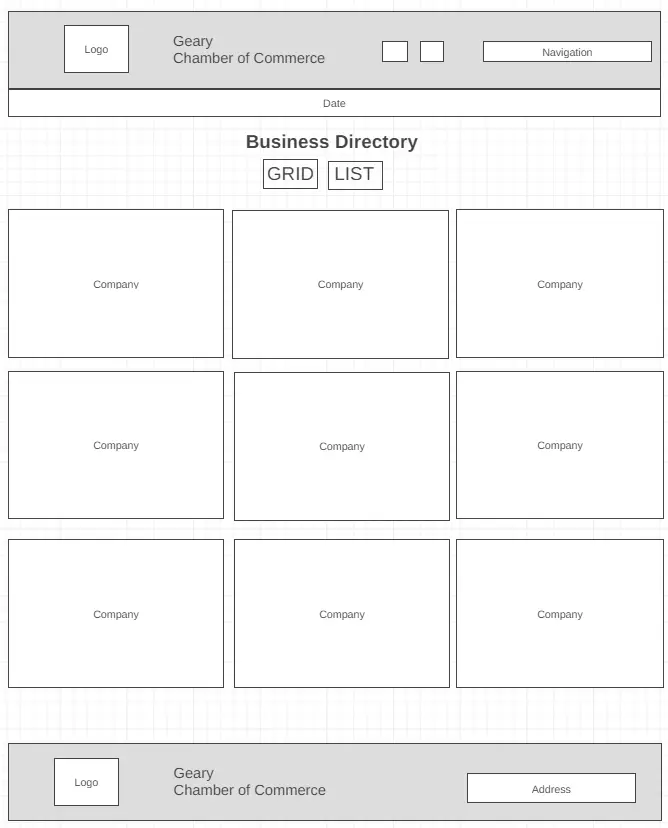 Logo
Geary
Chamber of Commerce
Navigation
Date
Business Directory
GRID LIST
Company Company Company
Company Company Company
Company Company Company
Logo
Geary
Chamber of Commerce
Address